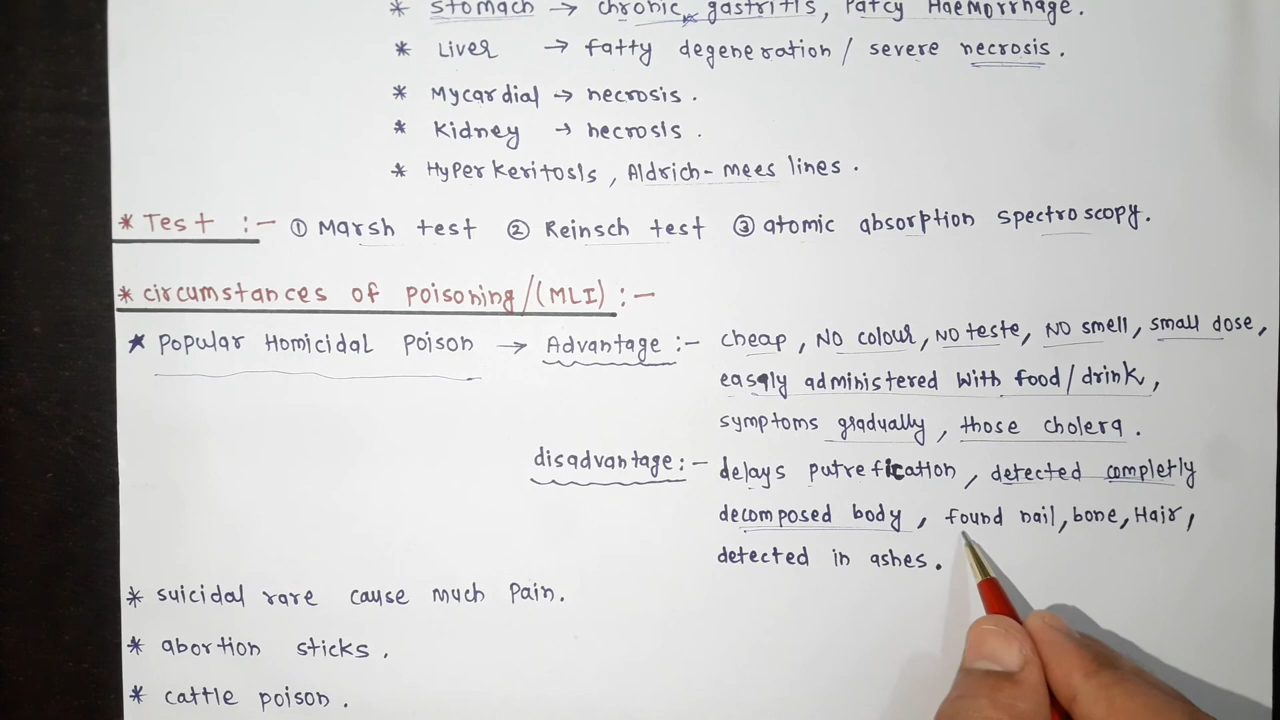 * stomach → chronic gastritis, Patcy Haemorrhage.
* Liver → fatty degeneration / severe necrosis.
* Mycardial → necrosis.
* Kidney → necrosis.
* Hyperkeritosis, Aldrich-mees lines.
* Test :- ① Marsh test ② Reinsch test ③ atomic absorption spectroscopy.
* circumstances of poisoning/(MLI) :-
* Popular Homicidal poison → Advantage :- cheap, No colour, No teste, No smell, small dose,
easily administered with food/drink,
symptoms gradually, those cholera.
disadvantage :- delays putrefication, detected completly
decomposed body, found nail, bone, Hair,
detected in ashes.
* suicidal rare cause much Pain.
* abortion sticks.
* cattle poison.